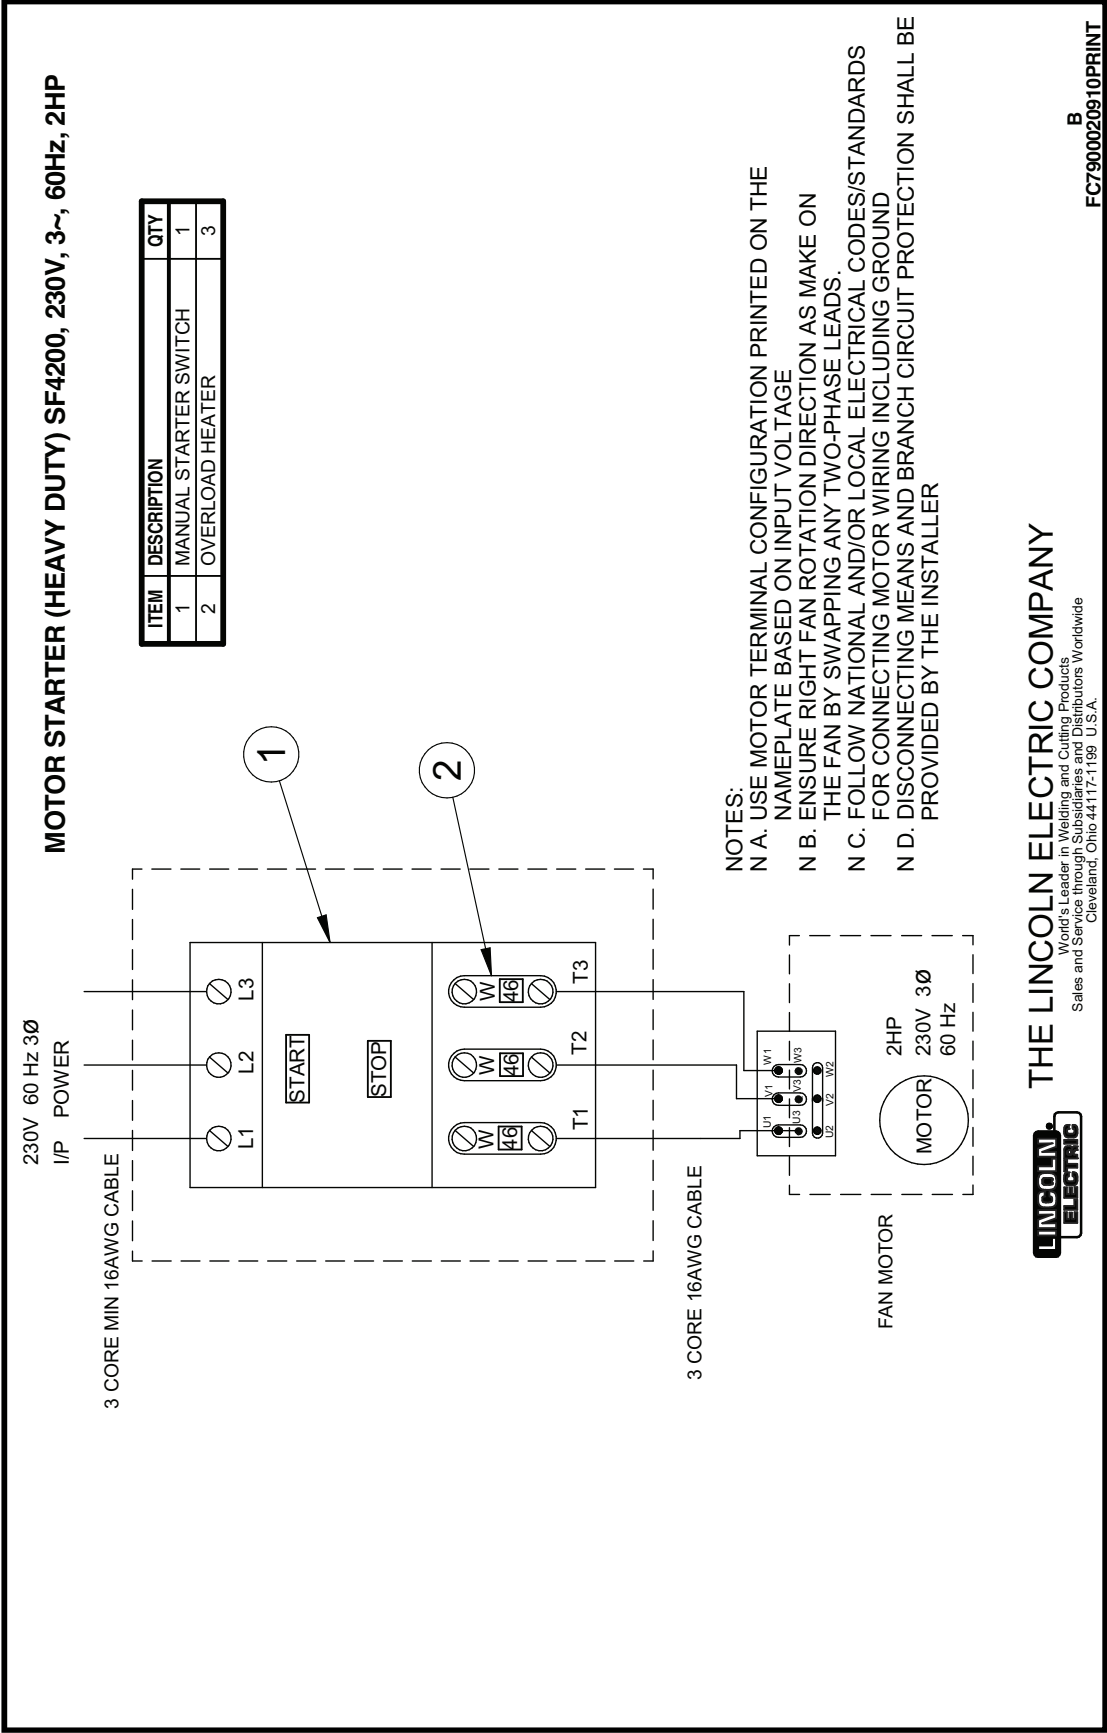 MOTOR STARTER (HEAVY DUTY) SF4200, 230V, 3~, 60Hz, 2HP
230V 60 Hz 3Ø
I/P POWER
3 CORE MIN 16AWG CABLE
L1 L2 L3
START
STOP
W W W
46 46 46
T1 T2 T3
1
2
ITEM DESCRIPTION QTY
1 MANUAL STARTER SWITCH 1
2 OVERLOAD HEATER 3
3 CORE 16AWG CABLE
U1 V1 W1
U3 V3 W3
U2 V2 W2
FAN MOTOR
MOTOR
2HP
230V 3Ø
60 Hz
NOTES:
N A. USE MOTOR TERMINAL CONFIGURATION PRINTED ON THE
NAMEPLATE BASED ON INPUT VOLTAGE
N B. ENSURE RIGHT FAN ROTATION DIRECTION AS MAKE ON
THE FAN BY SWAPPING ANY TWO-PHASE LEADS.
N C. FOLLOW NATIONAL AND/OR LOCAL ELECTRICAL CODES/STANDARDS
FOR CONNECTING MOTOR WIRING INCLUDING GROUND
N D. DISCONNECTING MEANS AND BRANCH CIRCUIT PROTECTION SHALL BE
PROVIDED BY THE INSTALLER
LINCOLN
ELECTRIC
THE LINCOLN ELECTRIC COMPANY
World's Leader in Welding and Cutting Products
Sales and Service through Subsidiaries and Distributors Worldwide
Cleveland, Ohio 44117-1199 U.S.A.
B
FC7900020910PRINT